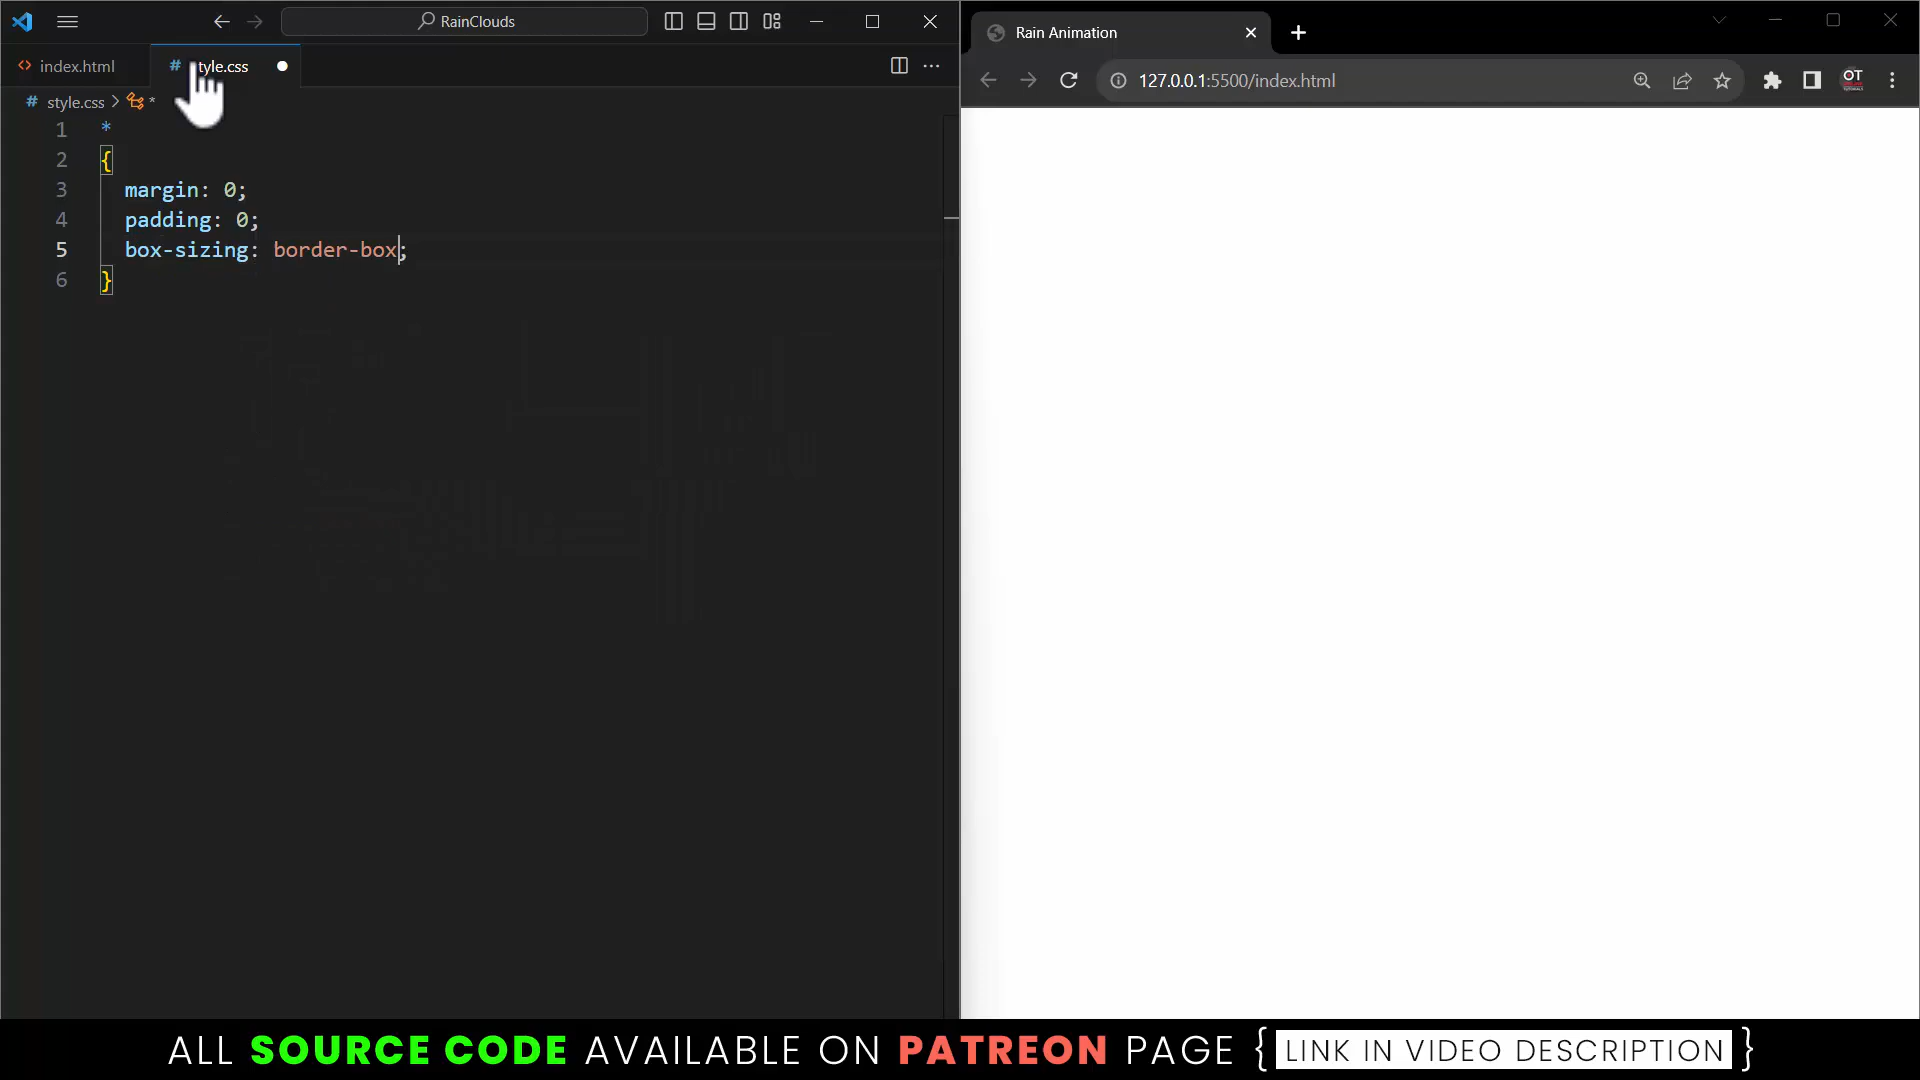 RainClouds
index.html
# style.css
# style.css > *
1 *
2 {
3 margin: 0;
4 padding: 0;
5 box-sizing: border-box;
6 }
Rain Animation
127.0.0.1:5500/index.html
OT
ALL SOURCE CODE AVAILABLE ON PATREON PAGE { LINK IN VIDEO DESCRIPTION }